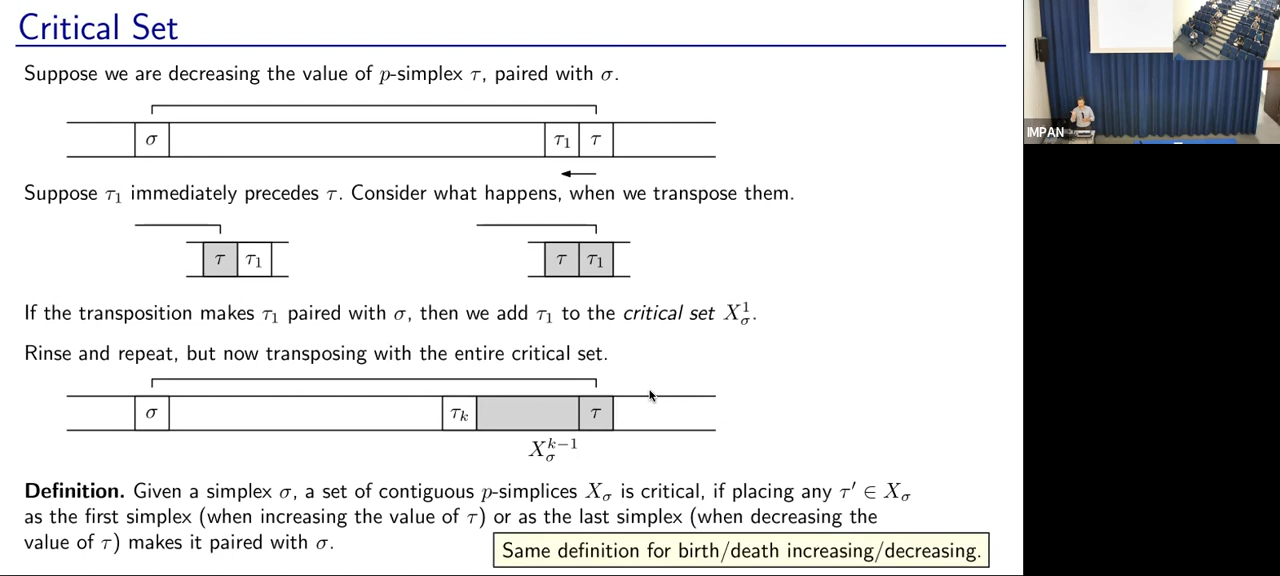 Critical Set
Suppose we are decreasing the value of p-simplex τ, paired with σ.
σ τ₁ τ
Suppose τ₁ immediately precedes τ. Consider what happens, when we transpose them.
τ τ₁ τ τ₁
If the transposition makes τ₁ paired with σ, then we add τ₁ to the critical set X¹σ.
Rinse and repeat, but now transposing with the entire critical set.
σ τₖ τ
Xσᵏ⁻¹
Definition. Given a simplex σ, a set of contiguous p-simplices Xσ is critical, if placing any τ′ ∈ Xσ
as the first simplex (when increasing the value of τ) or as the last simplex (when decreasing the
value of τ) makes it paired with σ.
Same definition for birth/death increasing/decreasing.
IMPAN